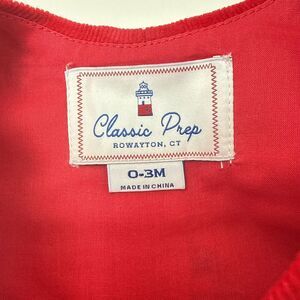 Classic Prep
ROWAYTON, CT
0-3M
MADE IN CHINA